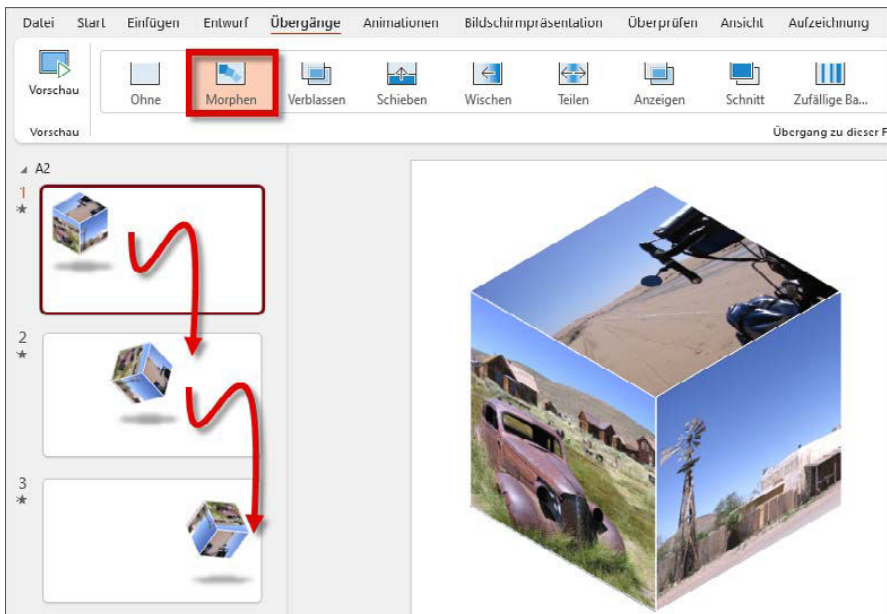 Datei Start Einfügen Entwurf Übergänge Animationen Bildschirmpräsentation Überprüfen Ansicht Aufzeichnung
Vorschau
Ohne Morphen Verblassen Schieben Wischen Teilen Anzeigen Schnitt Zufällige Ba...
Vorschau Übergang zu dieser F
A2
1
2
3